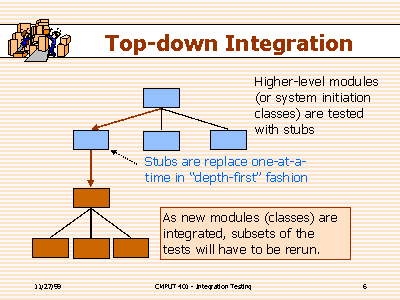 Top-down Integration
Higher-level modules
(or system initiation
classes) are tested
with stubs
Stubs are replace one-at-a-
time in "depth-first" fashion
As new modules (classes) are
integrated, subsets of the
tests will have to be rerun.
11/27/99
CMPUT 401 - Integration Testing
6